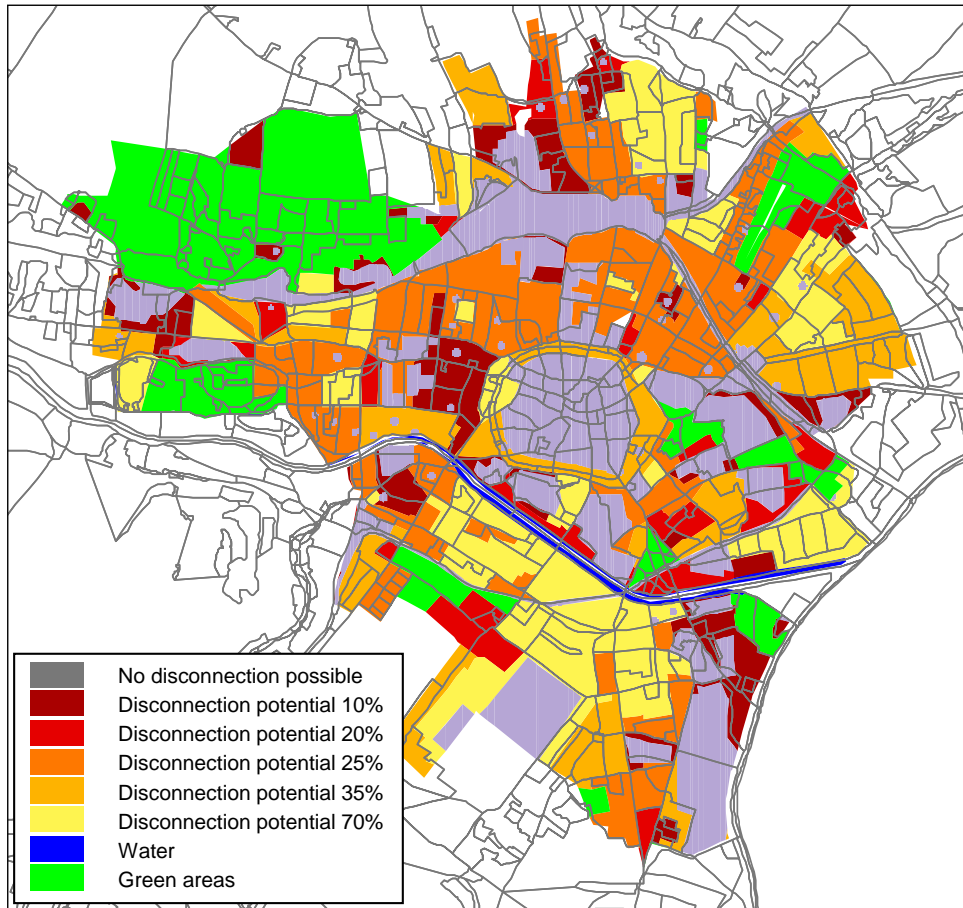 No disconnection possible
Disconnection potential 10%
Disconnection potential 20%
Disconnection potential 25%
Disconnection potential 35%
Disconnection potential 70%
Water
Green areas